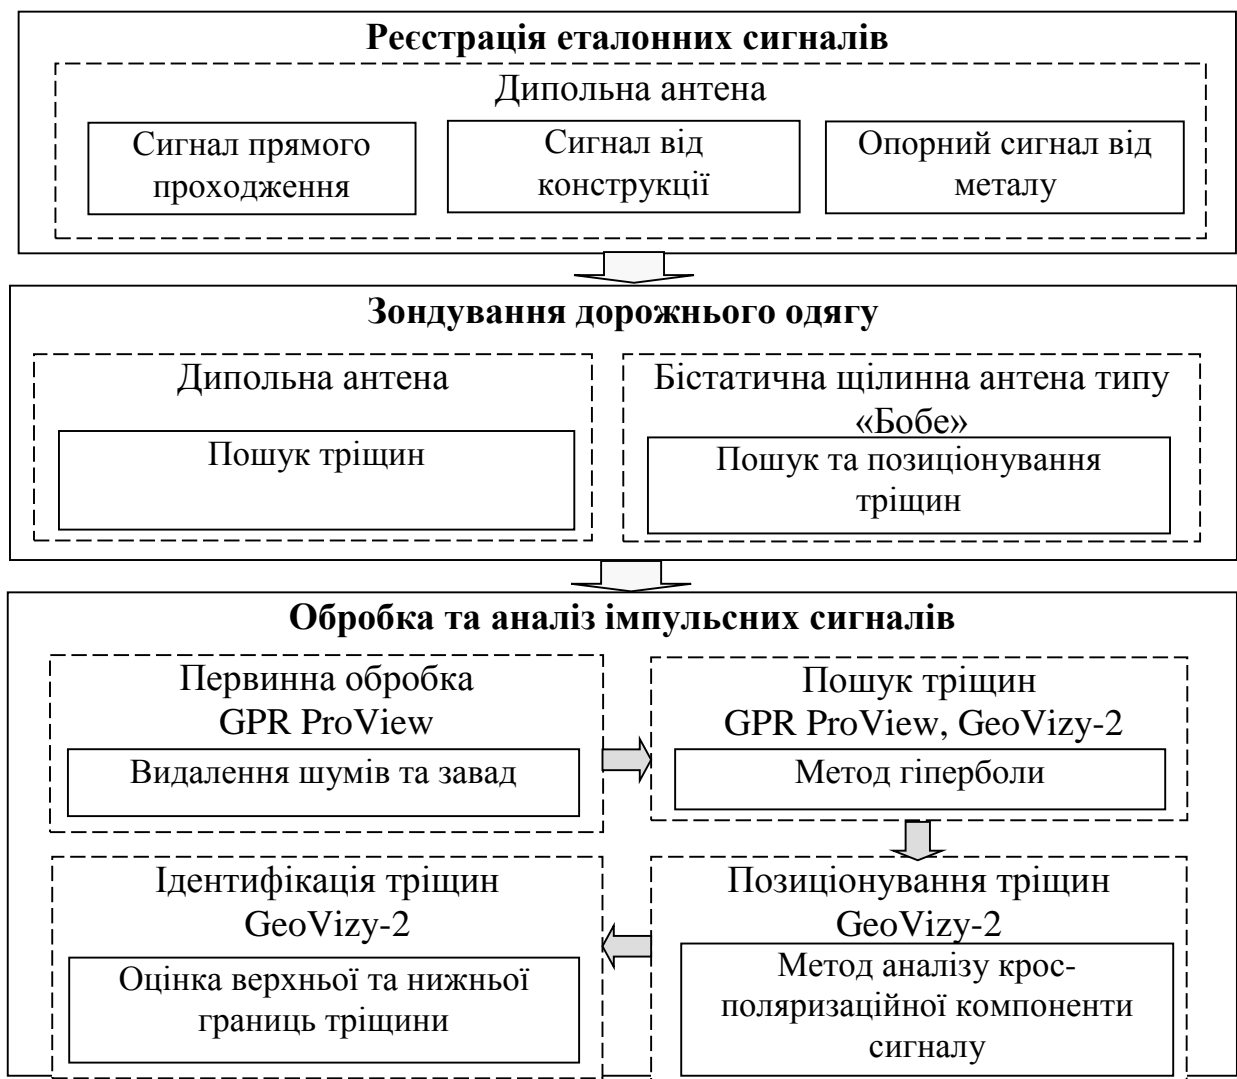 Реєстрація еталонних сигналів
Дипольна антена
Сигнал прямого
проходження
Сигнал від
конструкції
Опорний сигнал від
металу
Зондування дорожнього одягу
Дипольна антена
Пошук тріщин
Бістатична щілинна антена типу
«Бобе»
Пошук та позиціонування
тріщин
Обробка та аналіз імпульсних сигналів
Первинна обробка
GPR ProView
Видалення шумів та завад
Пошук тріщин
GPR ProView, GeoVizy-2
Метод гіперболи
Позиціонування тріщин
GeoVizy-2
Метод аналізу крос-
поляризаційної компоненти
сигналу
Ідентифікація тріщин
GeoVizy-2
Оцінка верхньої та нижньої
границь тріщини